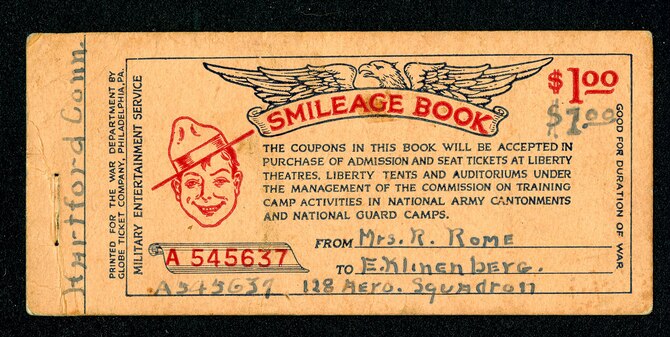 Hartford Conn.
PRINTED FOR THE WAR DEPARTMENT BY
GLOBE TICKET COMPANY, PHILADELPHIA, PA.
MILITARY ENTERTAINMENT SERVICE
SMILEAGE BOOK
$1.00
$1.00
THE COUPONS IN THIS BOOK WILL BE ACCEPTED IN
PURCHASE OF ADMISSION AND SEAT TICKETS AT LIBERTY
THEATRES, LIBERTY TENTS AND AUDITORIUMS UNDER
THE MANAGEMENT OF THE COMMISSION ON TRAINING
CAMP ACTIVITIES IN NATIONAL ARMY CANTONMENTS
AND NATIONAL GUARD CAMPS.
FROM Mrs. R. Rome
A 545637
TO E. Klinenberg.
A545637 128 Aero. Squadron
GOOD FOR DURATION OF WAR